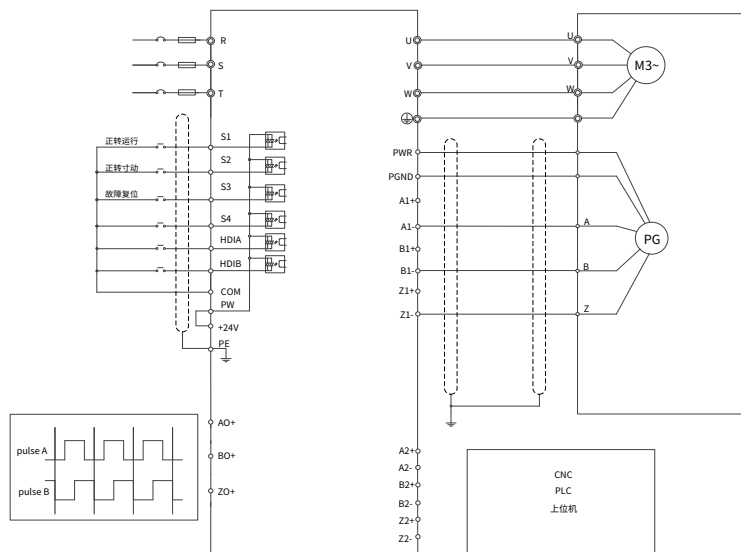 R
S
T
正转运行
S1
正转寸动
S2
故障复位
S3
S4
HDIA
HDIB
COM
PW
+24V
PE
AO+
BO+
ZO+
pulse A
pulse B
U
V
W
PWR
PGND
A1+
A1-
B1+
B1-
Z1+
Z1-
A2+
A2-
B2+
B2-
Z2+
Z2-
U
V
W
M3~
A
B
Z
PG
CNC
PLC
上位机